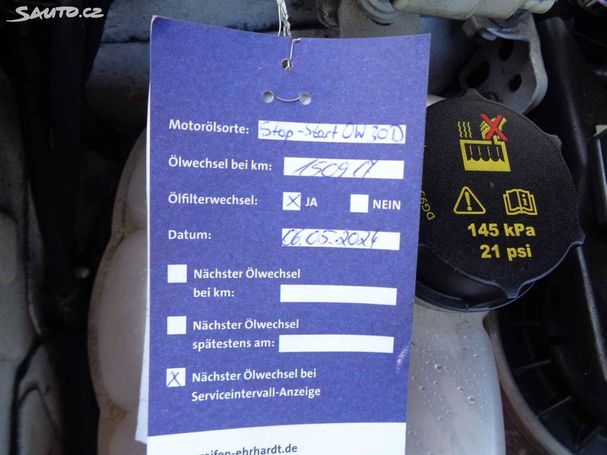 SAUTO.CZ
Motorölsorte: Stop-Start 0W30D
Ölwechsel bei km:
Ölfilterwechsel: X JA NEIN
Datum: 06.05.2024
Nächster Ölwechsel
bei km:
Nächster Ölwechsel
spätestens am:
X Nächster Ölwechsel bei
Serviceintervall-Anzeige
reifen-ehrhardt.de
145 kPa
21 psi